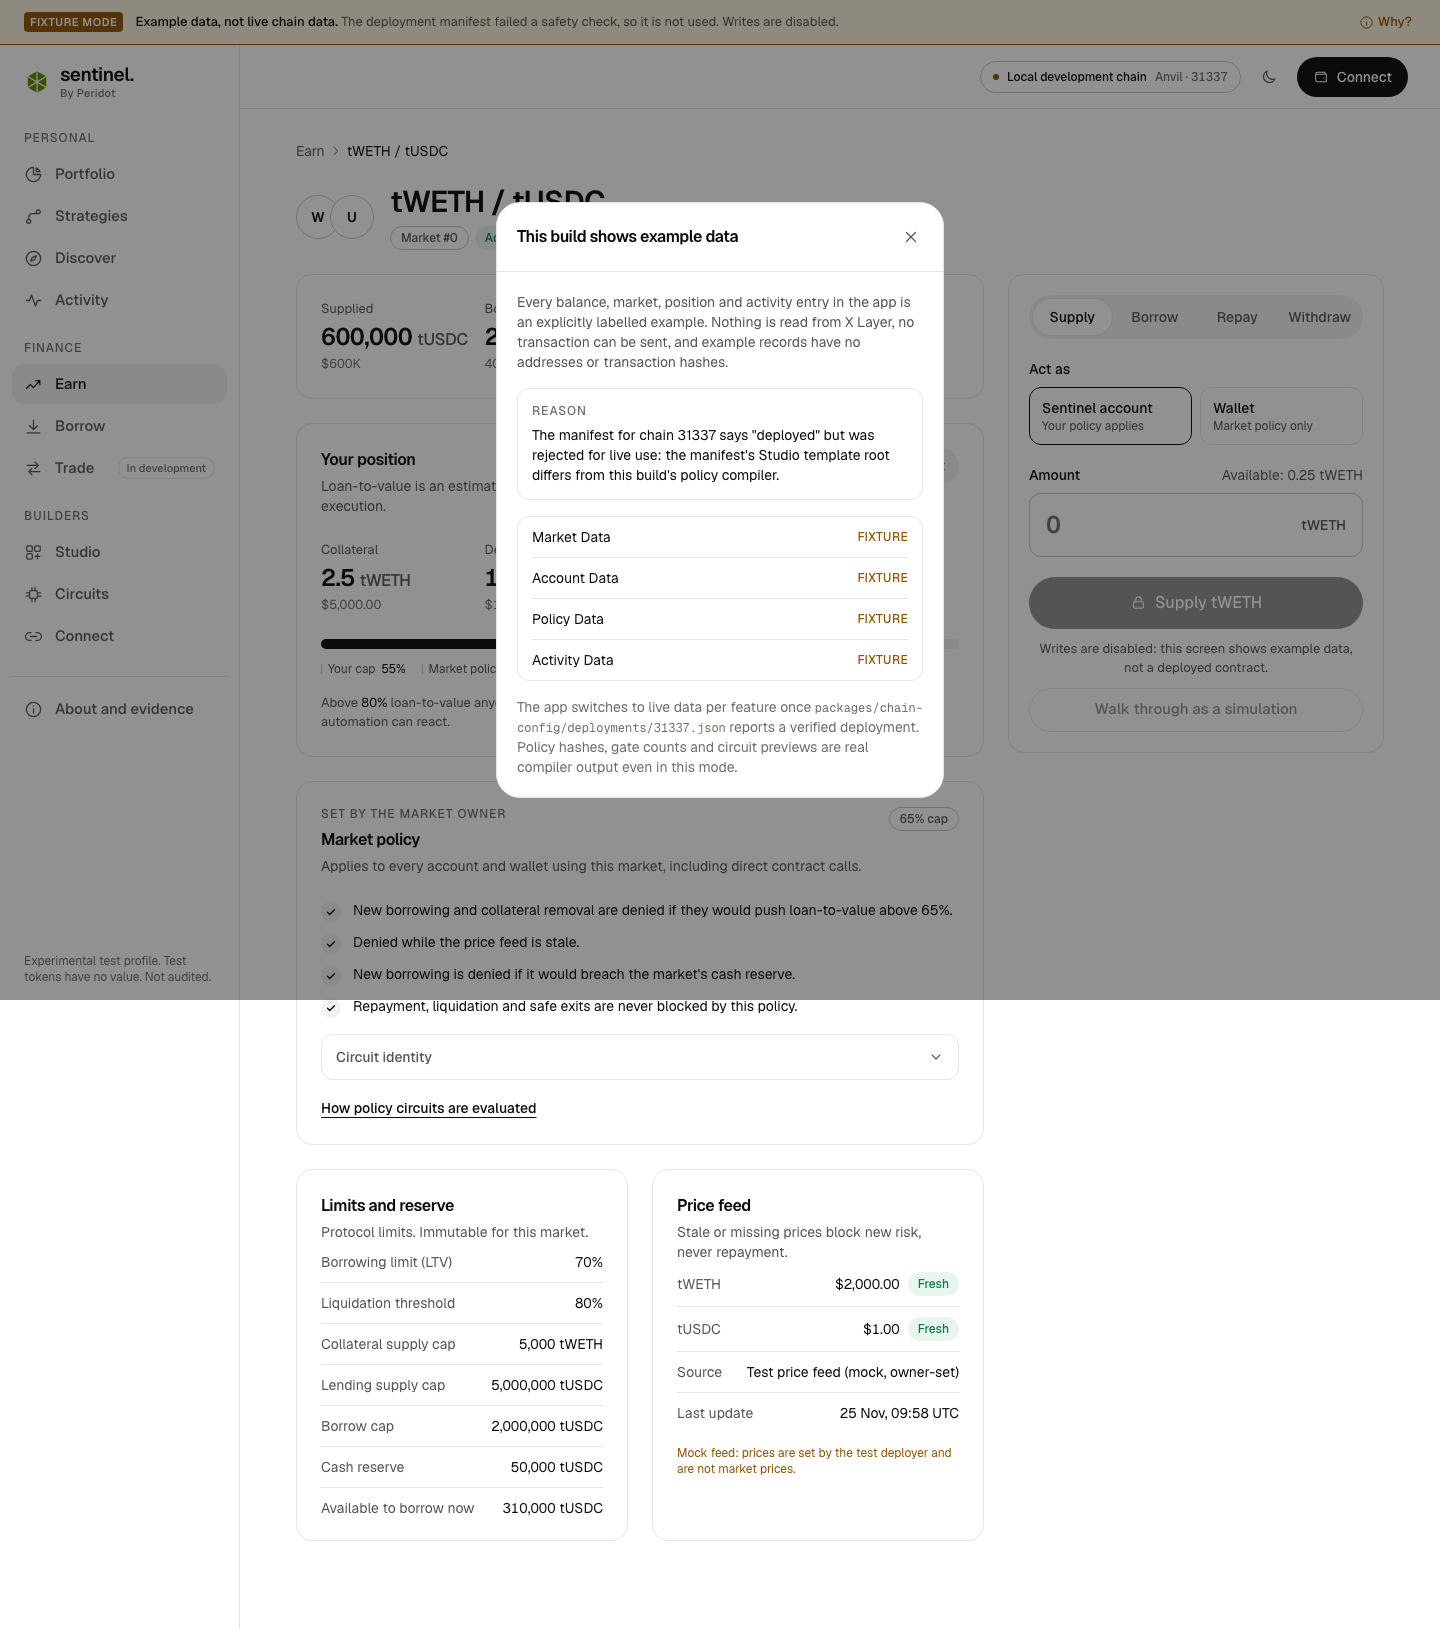 FIXTURE MODE Example data, not live chain data. The deployment manifest failed a safety check, so it is not used. Writes are disabled. Why?
sentinel.
By Peridot
PERSONAL
Portfolio
Strategies
Discover
Activity
FINANCE
Earn
Borrow
Trade In development
BUILDERS
Studio
Circuits
Connect
About and evidence
Experimental test profile. Test
tokens have no value. Not audited.
Local development chain Anvil · 31337
Connect
Earn > tWETH / tUSDC
W U
tWETH / tUSDC
Market #0
Supplied
600,000 tUSDC
$600K
Your position
Loan-to-value is an estimat
execution.
Collateral
2.5 tWETH
$5,000.00
Your cap 55% Market polic
Above 80% loan-to-value any
automation can react.
This build shows example data
Every balance, market, position and activity entry in the app is
an explicitly labelled example. Nothing is read from X Layer, no
transaction can be sent, and example records have no
addresses or transaction hashes.
REASON
The manifest for chain 31337 says "deployed" but was
rejected for live use: the manifest's Studio template root
differs from this build's policy compiler.
Market Data FIXTURE
Account Data FIXTURE
Policy Data FIXTURE
Activity Data FIXTURE
The app switches to live data per feature once packages/chain-
config/deployments/31337.json reports a verified deployment.
Policy hashes, gate counts and circuit previews are real
compiler output even in this mode.
Supply Borrow Repay Withdraw
Act as
Sentinel account
Your policy applies
Wallet
Market policy only
Amount Available: 0.25 tWETH
0 tWETH
Supply tWETH
Writes are disabled: this screen shows example data,
not a deployed contract.
Walk through as a simulation
SET BY THE MARKET OWNER
65% cap
Market policy
Applies to every account and wallet using this market, including direct contract calls.
New borrowing and collateral removal are denied if they would push loan-to-value above 65%.
Denied while the price feed is stale.
New borrowing is denied if it would breach the market's cash reserve.
Repayment, liquidation and safe exits are never blocked by this policy.
Circuit identity
How policy circuits are evaluated
Limits and reserve
Protocol limits. Immutable for this market.
Borrowing limit (LTV) 70%
Liquidation threshold 80%
Collateral supply cap 5,000 tWETH
Lending supply cap 5,000,000 tUSDC
Borrow cap 2,000,000 tUSDC
Cash reserve 50,000 tUSDC
Available to borrow now 310,000 tUSDC
Price feed
Stale or missing prices block new risk,
never repayment.
tWETH $2,000.00 Fresh
tUSDC $1.00 Fresh
Source Test price feed (mock, owner-set)
Last update 25 Nov, 09:58 UTC
Mock feed: prices are set by the test deployer and
are not market prices.